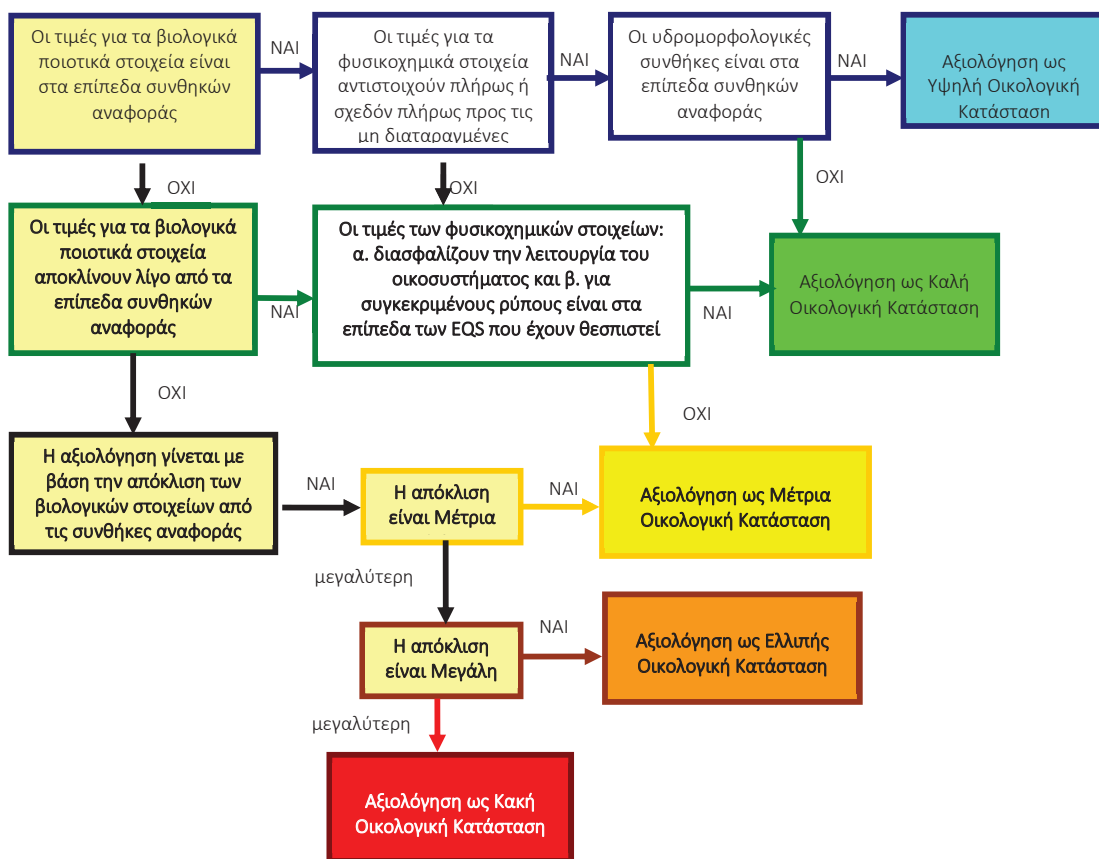 Οι τιμές για τα βιολογικά
ποιοτικά στοιχεία είναι
στα επίπεδα συνθηκών
αναφοράς
ΝΑΙ
Οι τιμές για τα
φυσικοχημικά στοιχεία
αντιστοιχούν πλήρως ή
σχεδόν πλήρως προς τις
μη διαταραγμένες
ΝΑΙ
Οι υδρομορφολογικές
συνθήκες είναι στα
επίπεδα συνθηκών
αναφοράς
ΝΑΙ
Αξιολόγηση ως
Υψηλή Οικολογική
Κατάσταση
ΟΧΙ
ΟΧΙ
ΟΧΙ
Οι τιμές για τα βιολογικά
ποιοτικά στοιχεία
αποκλίνουν λίγο από τα
επίπεδα συνθηκών
αναφοράς
ΝΑΙ
Οι τιμές των φυσικοχημικών στοιχείων:
α. διασφαλίζουν την λειτουργία του
οικοσυστήματος και β. για
συγκεκριμένους ρύπους είναι στα
επίπεδα των EQS που έχουν θεσπιστεί
ΝΑΙ
Αξιολόγηση ως Καλή
Οικολογική Κατάσταση
ΟΧΙ
ΟΧΙ
Η αξιολόγηση γίνεται με
βάση την απόκλιση των
βιολογικών στοιχείων από
τις συνθήκες αναφοράς
ΝΑΙ
Η απόκλιση
είναι Μέτρια
ΝΑΙ
Αξιολόγηση ως Μέτρια
Οικολογική Κατάσταση
μεγαλύτερη
Η απόκλιση
είναι Μεγάλη
ΝΑΙ
Αξιολόγηση ως Ελλιπής
Οικολογική Κατάσταση
μεγαλύτερη
Αξιολόγηση ως Κακή
Οικολογική Κατάσταση